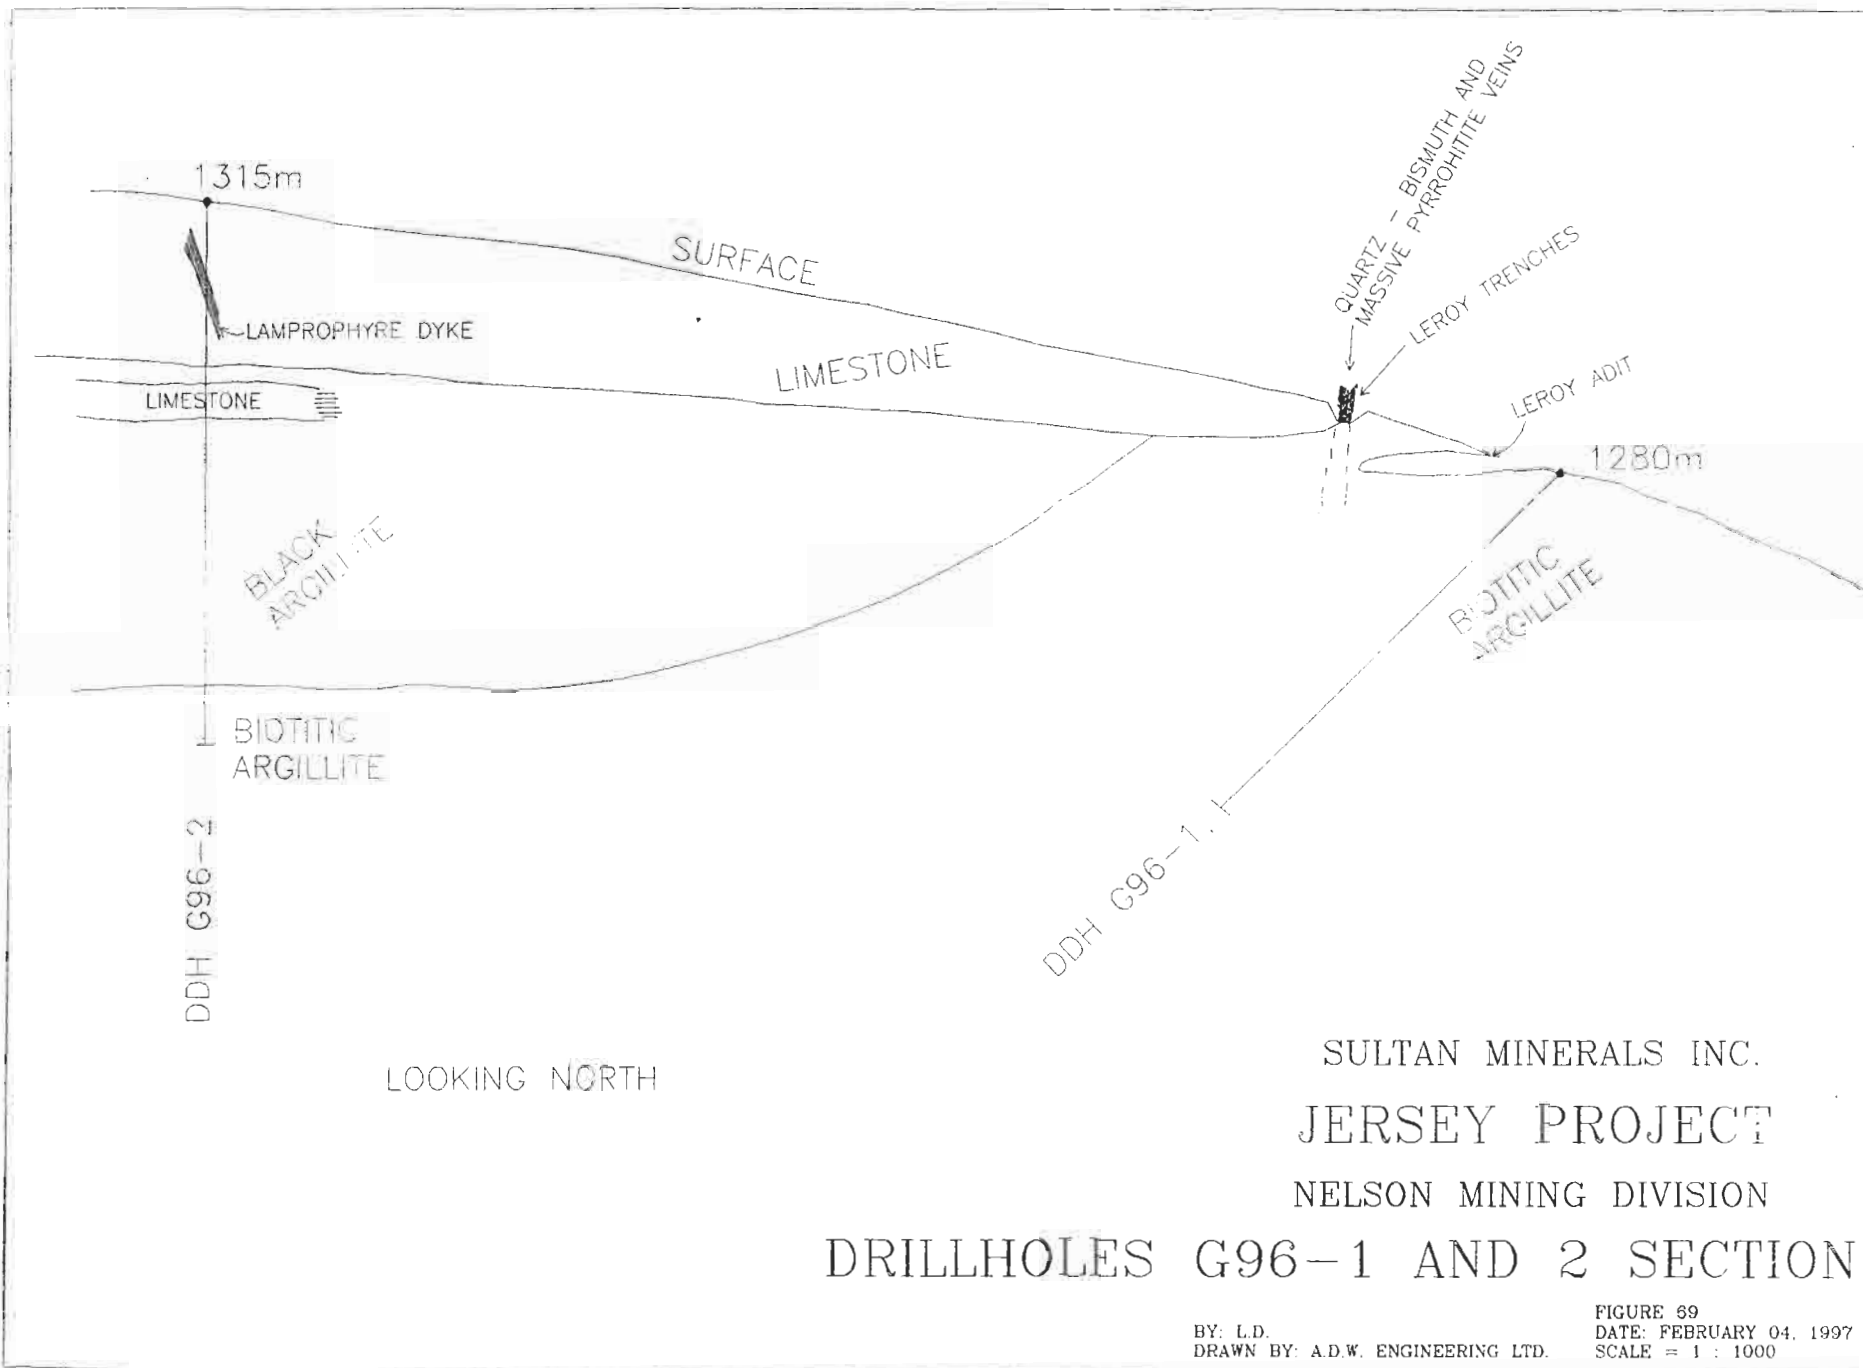 1315m
SURFACE
QUARTZ - BISMUTH AND
MASSIVE PYRROHITITE VEINS
LEROY TRENCHES
LEROY ADIT
1280m
LAMPROPHYRE DYKE
LIMESTONE
LIMESTONE
BLACK
ARGILLITE
BIOTITIC
ARGILLITE
BIOTITIC
ARGILLITE
DDH G96-2
DDH G96-1.
LOOKING NORTH
SULTAN MINERALS INC.
JERSEY PROJECT
NELSON MINING DIVISION
DRILLHOLES G96-1 AND 2 SECTION
BY: L.D.
DRAWN BY: A.D.W. ENGINEERING LTD.
FIGURE 69
DATE: FEBRUARY 04, 1997
SCALE = 1 : 1000